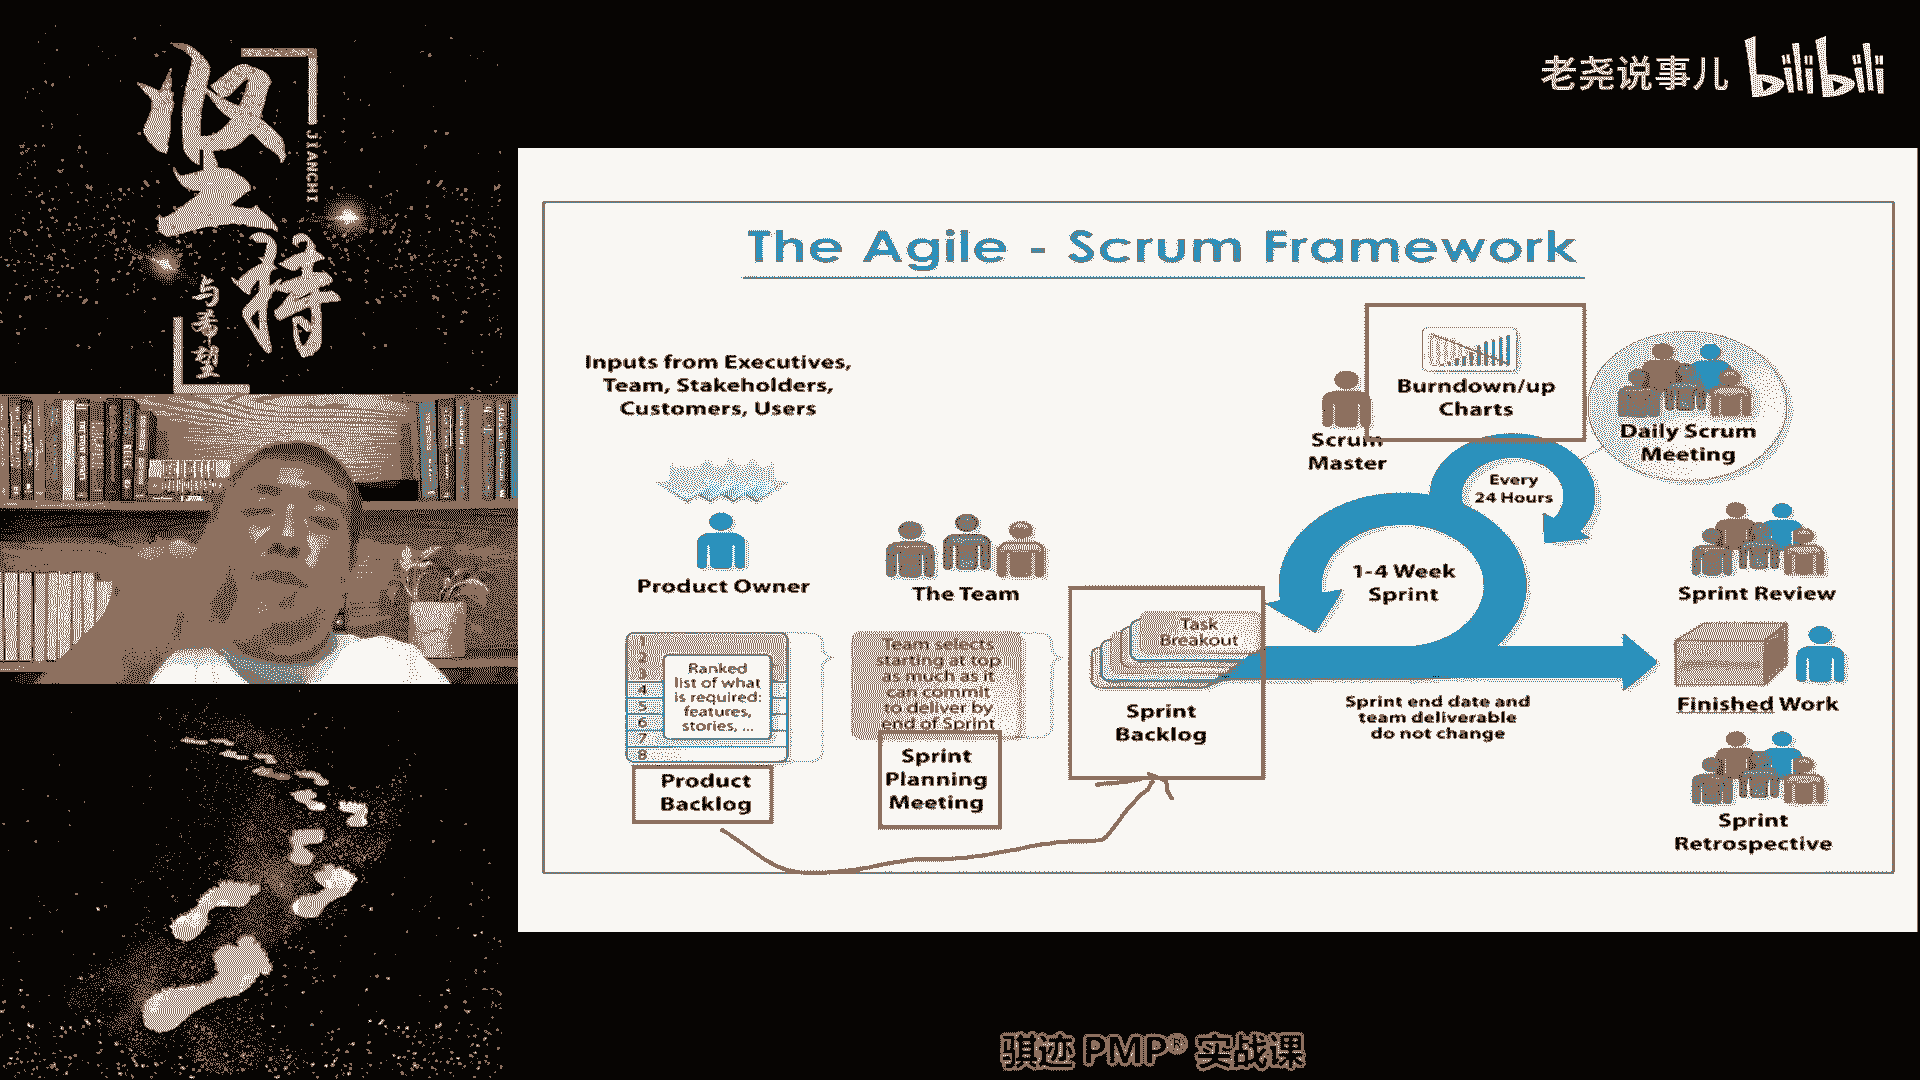 坚持
JIANCHI
与希望
老尧说事儿 bilibili
The Agile - Scrum Framework
Inputs from Executives,
Team, Stakeholders,
Customers, Users
Product Owner
The Team
1
2
3
4
5
6
7
8
Ranked
list of what
is required:
features,
stories, ...
Product
Backlog
Team selects
starting at top
as much as it
can commit
to deliver by
end of Sprint
Sprint
Planning
Meeting
Task
Breakout
Sprint
Backlog
Scrum
Master
Burndown/up
Charts
Daily Scrum
Meeting
Every
24 Hours
1-4 Week
Sprint
Sprint end date and
team deliverable
do not change
Sprint Review
Finished Work
Sprint
Retrospective
骐迹 PMP® 实战课